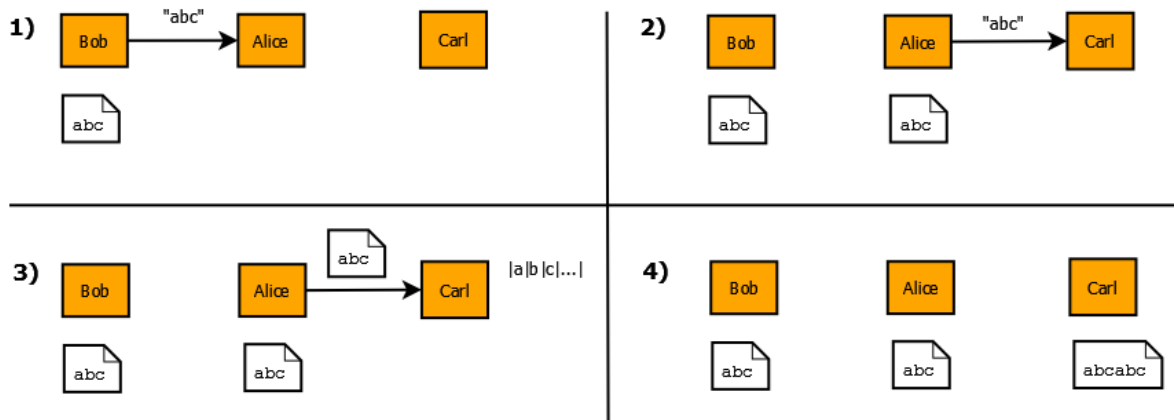 1)
"abc"
Bob
Alice
Carl
abc
2)
"abc"
Bob
Alice
Carl
abc
abc
3)
abc
|a|b|c|...|
Bob
Alice
Carl
abc
abc
4)
Bob
Alice
Carl
abc
abc
abcabc